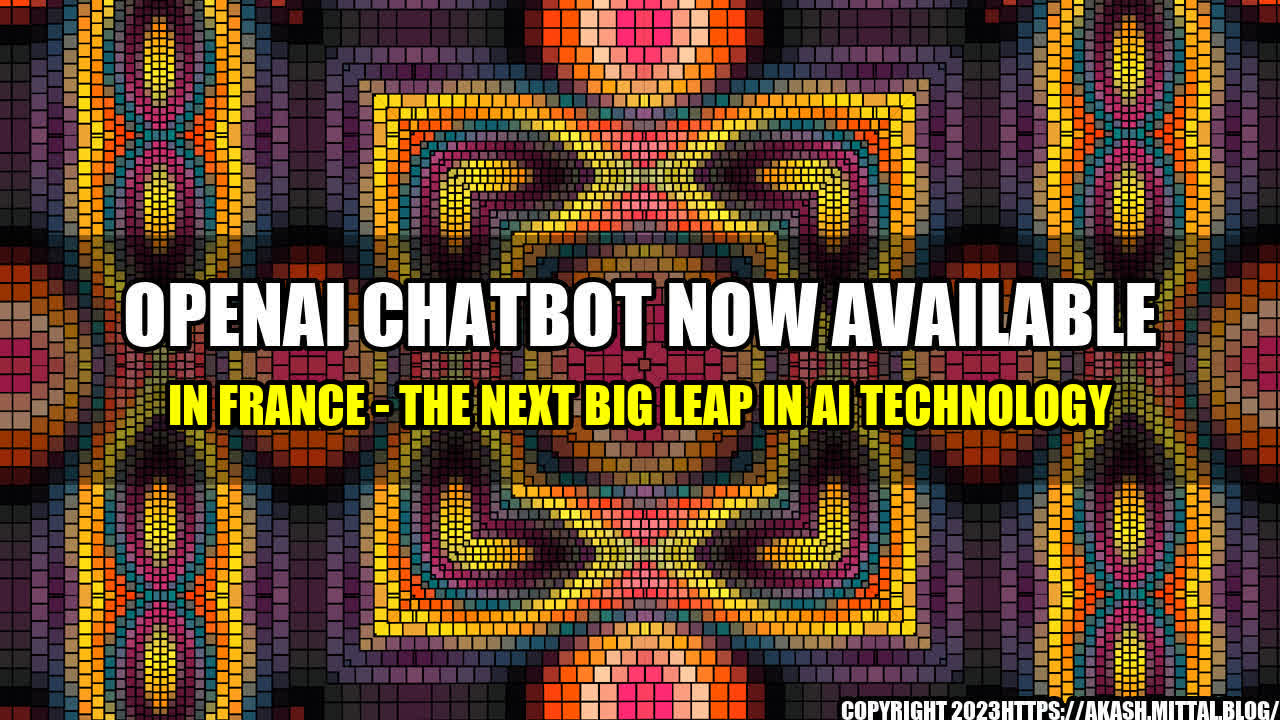 OPENAI CHATBOT NOW AVAILABLE
IN FRANCE - THE NEXT BIG LEAP IN AI TECHNOLOGY
COPYRIGHT 2023HTTPS://AKASH.MITTAL.BLOG/